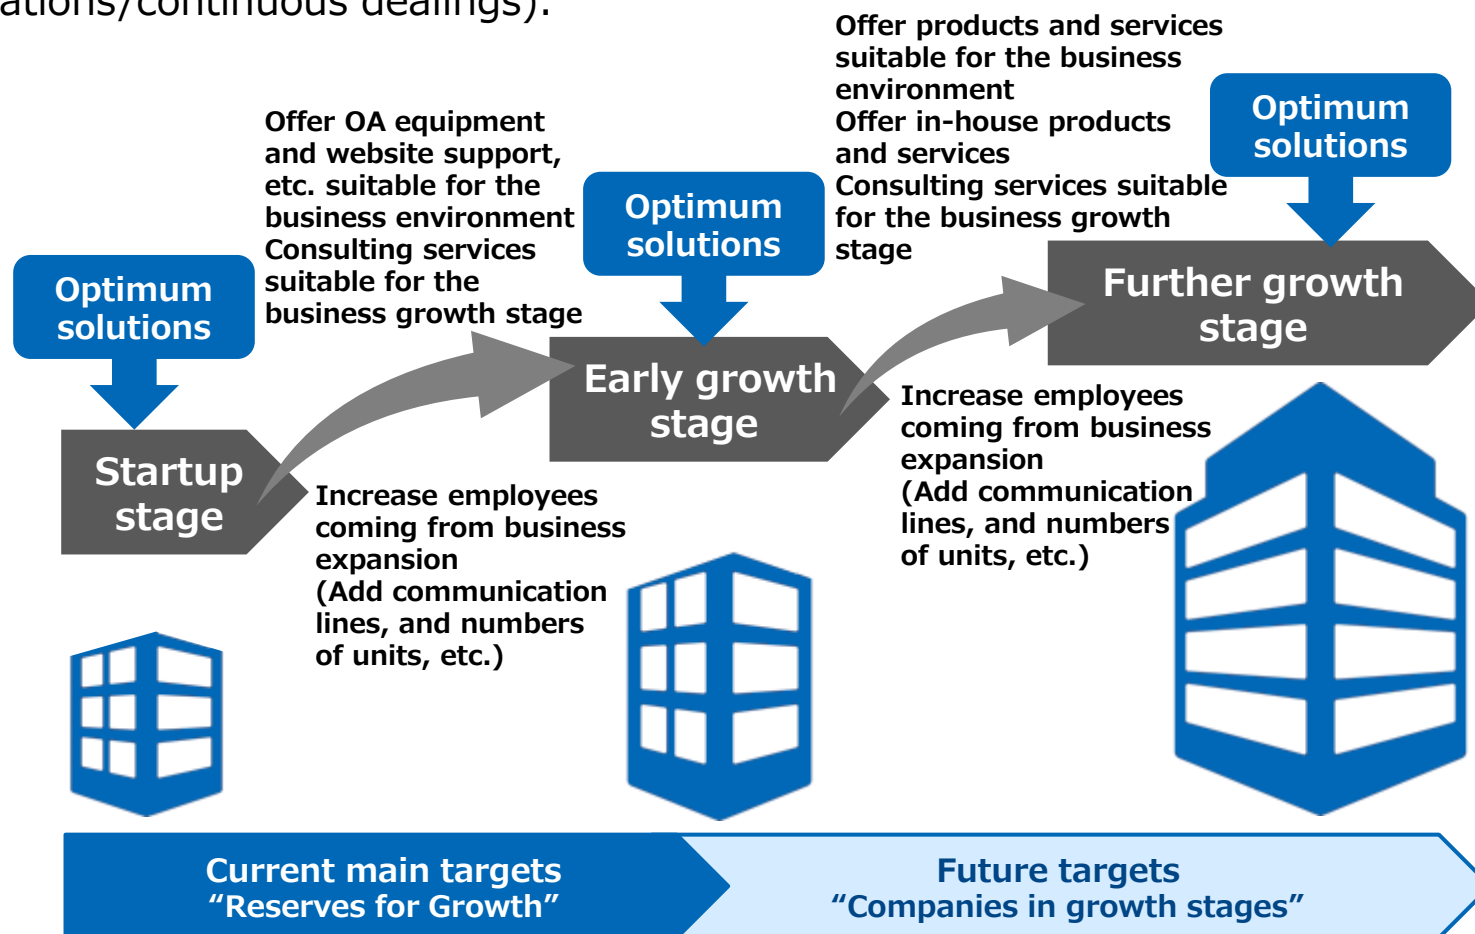 ations/continuous dealings).
Offer products and services
suitable for the business
environment
Offer in-house products
and services
Consulting services suitable
for the business growth
stage
Optimum
solutions
Offer OA equipment
and website support,
etc. suitable for the
business environment
Consulting services
suitable for the
business growth stage
Optimum
solutions
Optimum
solutions
Further growth
stage
Early growth
stage
Startup
stage
Increase employees
coming from business
expansion
(Add communication
lines, and numbers
of units, etc.)
Increase employees
coming from business
expansion
(Add communication
lines, and numbers
of units, etc.)
Current main targets
“Reserves for Growth”
Future targets
“Companies in growth stages”